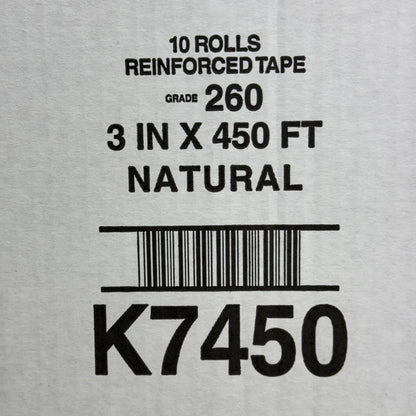 10 ROLLS
REINFORCED TAPE
GRADE 260
3 IN X 450 FT
NATURAL
K7450